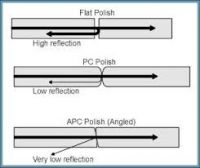 Flat Polish
High reflection
PC Polish
Low reflection
APC Polish (Angled)
Very low reflection